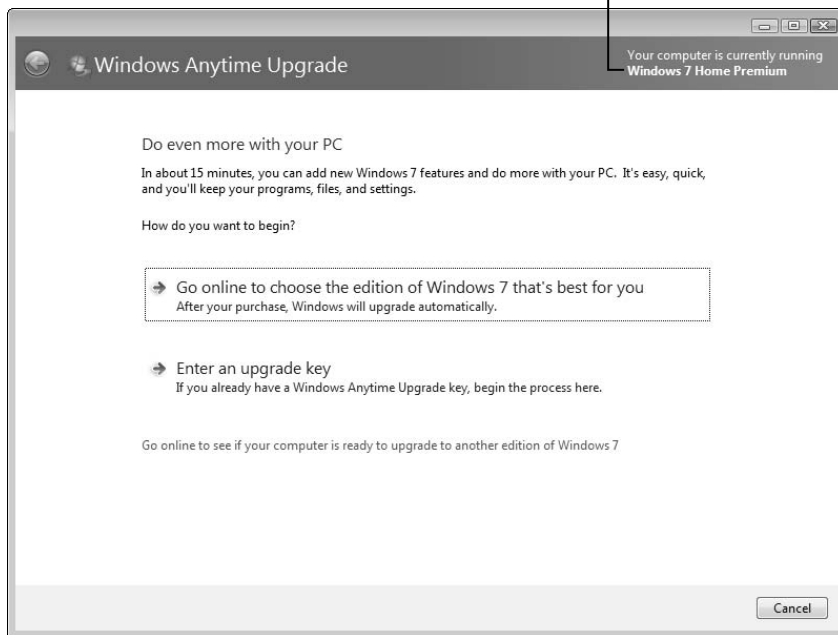 Windows Anytime Upgrade
Your computer is currently running
Windows 7 Home Premium
Do even more with your PC
In about 15 minutes, you can add new Windows 7 features and do more with your PC. It's easy, quick,
and you'll keep your programs, files, and settings.
How do you want to begin?
Go online to choose the edition of Windows 7 that's best for you
After your purchase, Windows will upgrade automatically.
Enter an upgrade key
If you already have a Windows Anytime Upgrade key, begin the process here.
Go online to see if your computer is ready to upgrade to another edition of Windows 7
Cancel